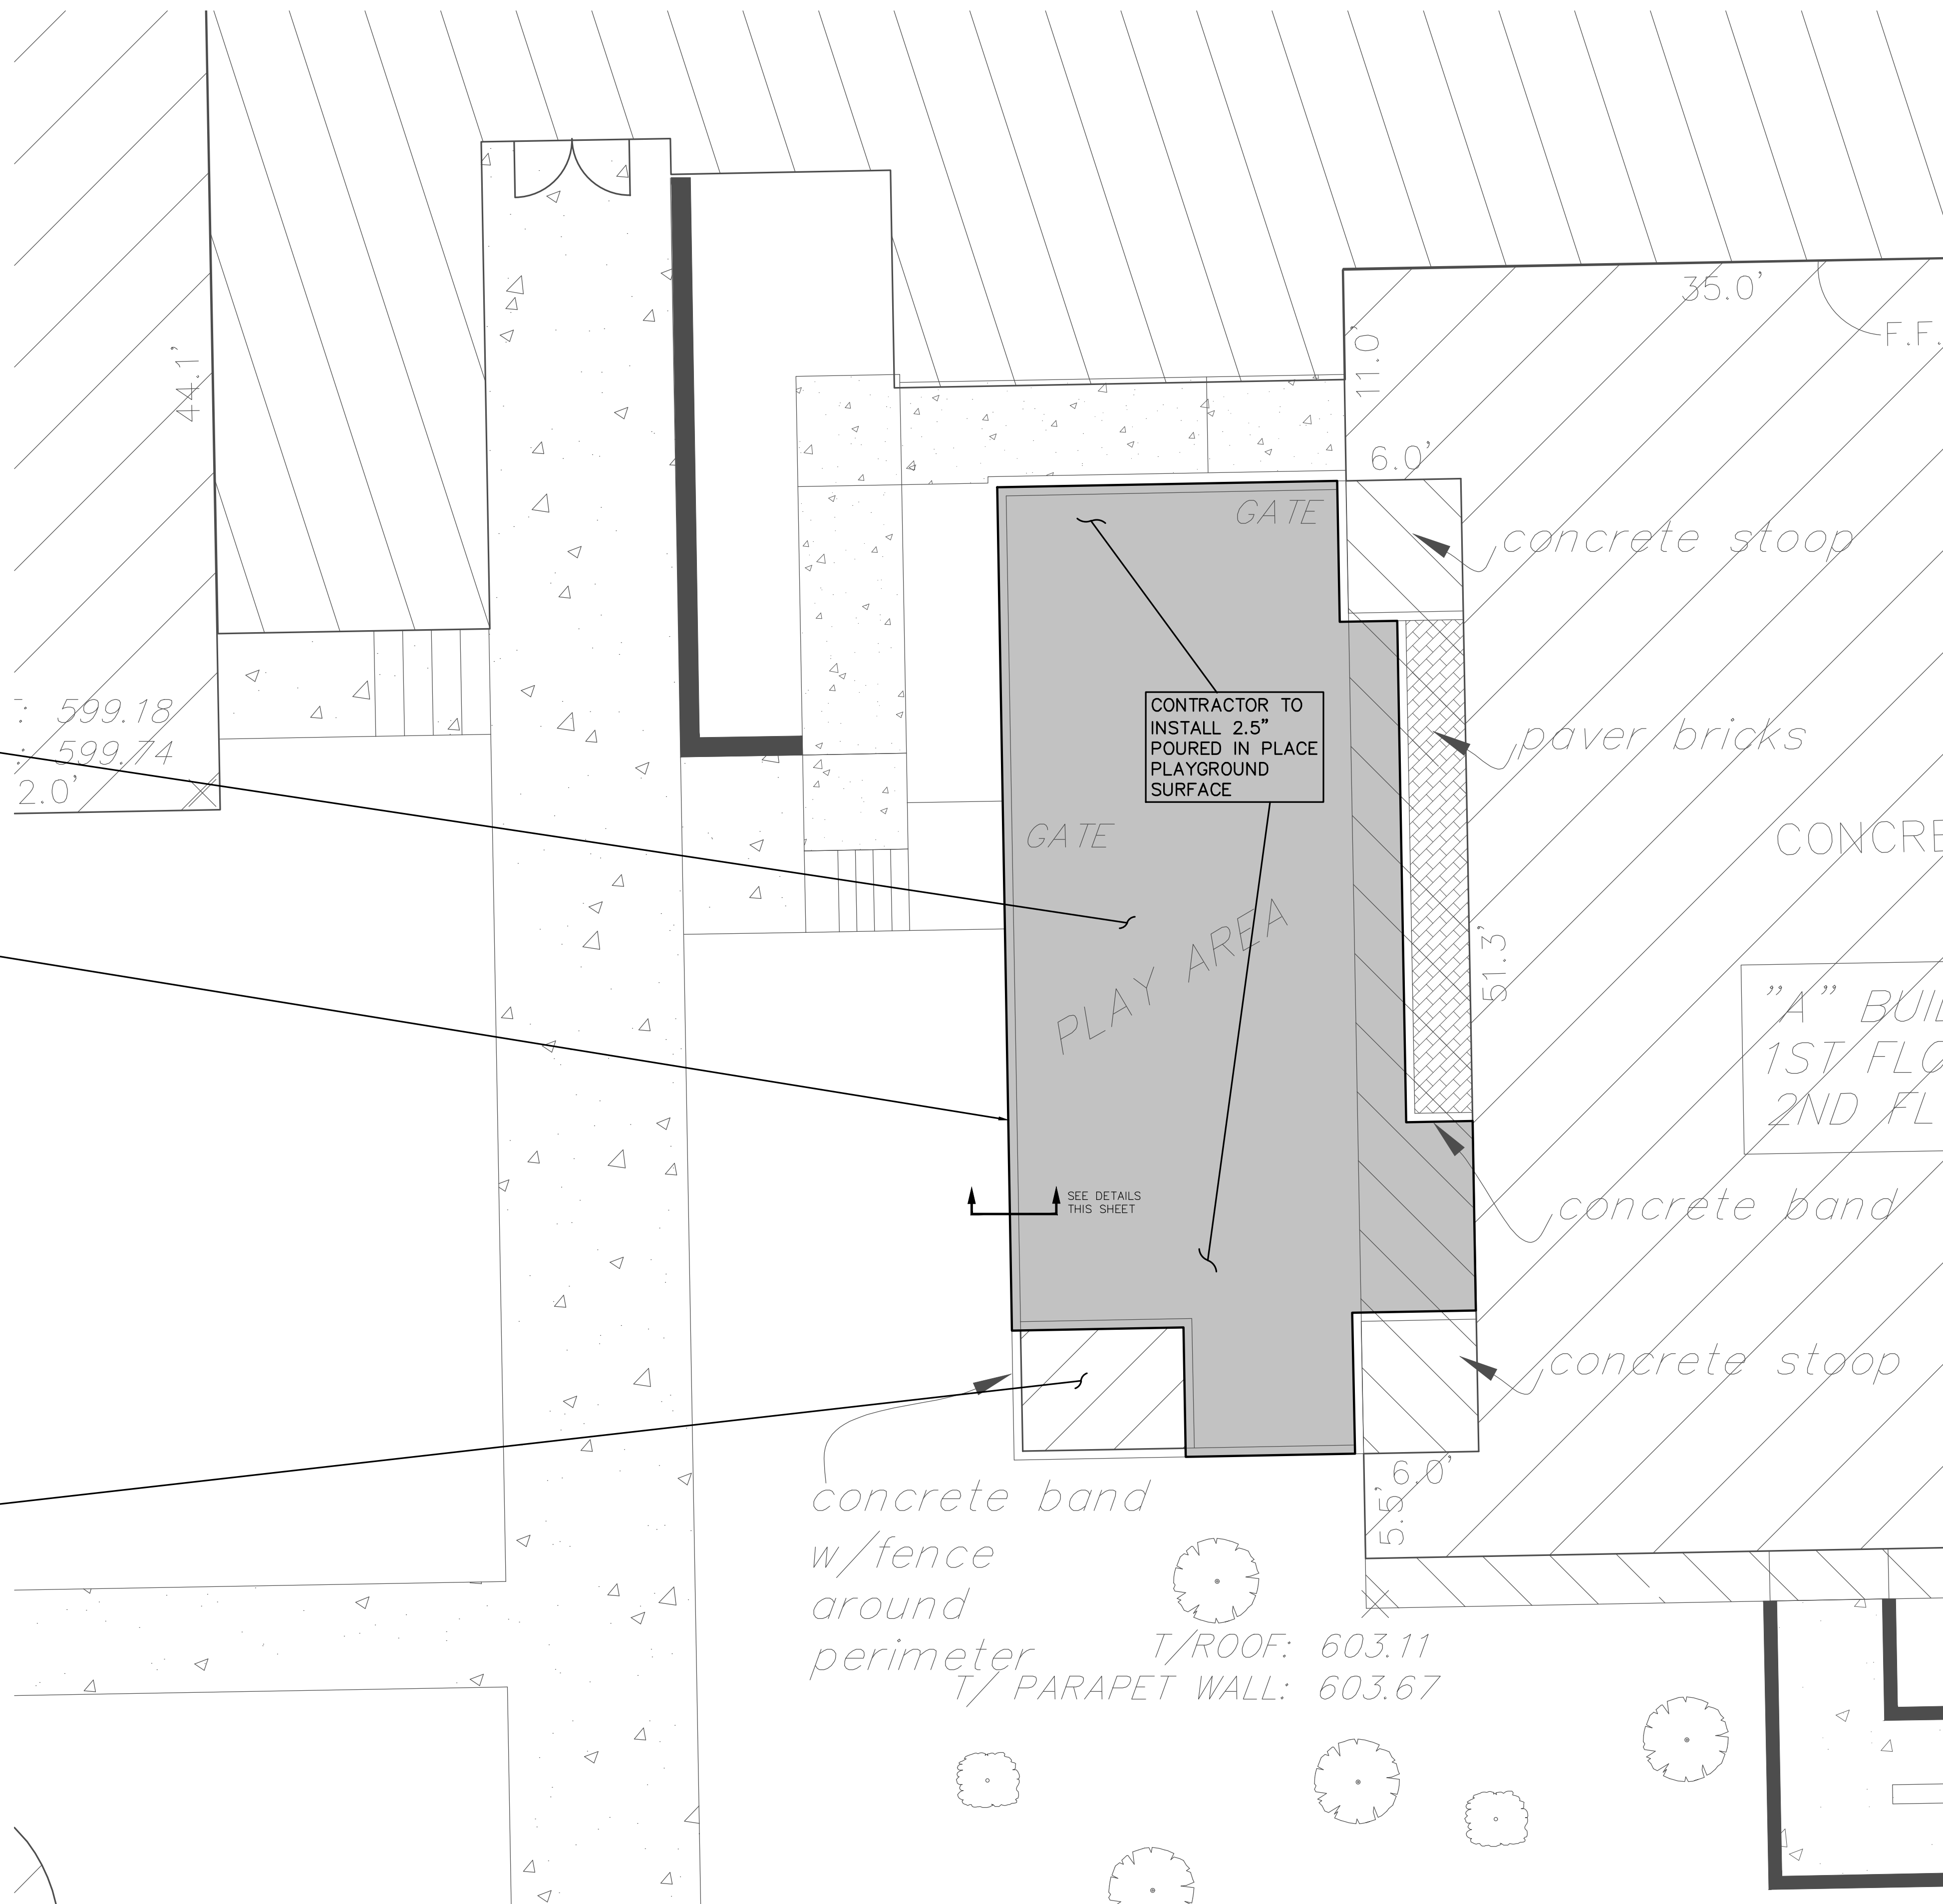 35.0'
F.F.
11.0'
44.1'
6.0'
GATE
concrete stoop
CONTRACTOR TO
INSTALL 2.5"
POURED IN PLACE
PLAYGROUND
SURFACE
: 599.18
: 599.74
2.0'
paver bricks
GATE
CONCRE
PLAY AREA
51.3'
"A" BUIL
1ST FLO
2ND FL
SEE DETAILS
THIS SHEET
concrete band
concrete stoop
6.0'
5.5'
concrete band
w/fence
around
perimeter
T/ROOF: 603.11
T/ PARAPET WALL: 603.67